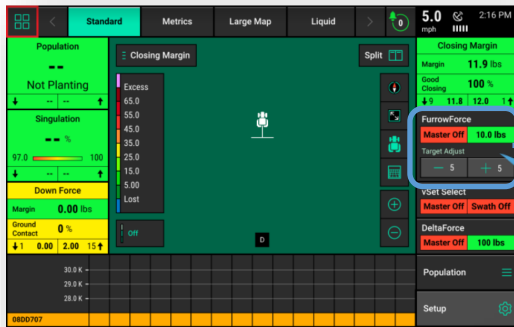 Standard Metrics Large Map Liquid 0 5.0 mph 2:16 PM
Population
--
Not Planting
-- --
Singulation
-- %
97.0 100
-- --
Down Force
Margin 0.00 lbs
Ground Contact 0 %
1 0.00 2.00 15
Closing Margin
Split
Excess
65.0
55.0
45.0
35.0
25.0
15.0
5.00
Lost
Off
D
Closing Margin
Margin 11.9 lbs
Good Closing 100 %
9 11.8 12.0 1
FurrowForce
Master Off 10.0 lbs
Target Adjust
− 5 + 5
vSet Select
Master Off Swath Off
DeltaForce
Master Off 100 lbs
Population
Setup
30.0 K
29.0 K
28.0 K
08DD707